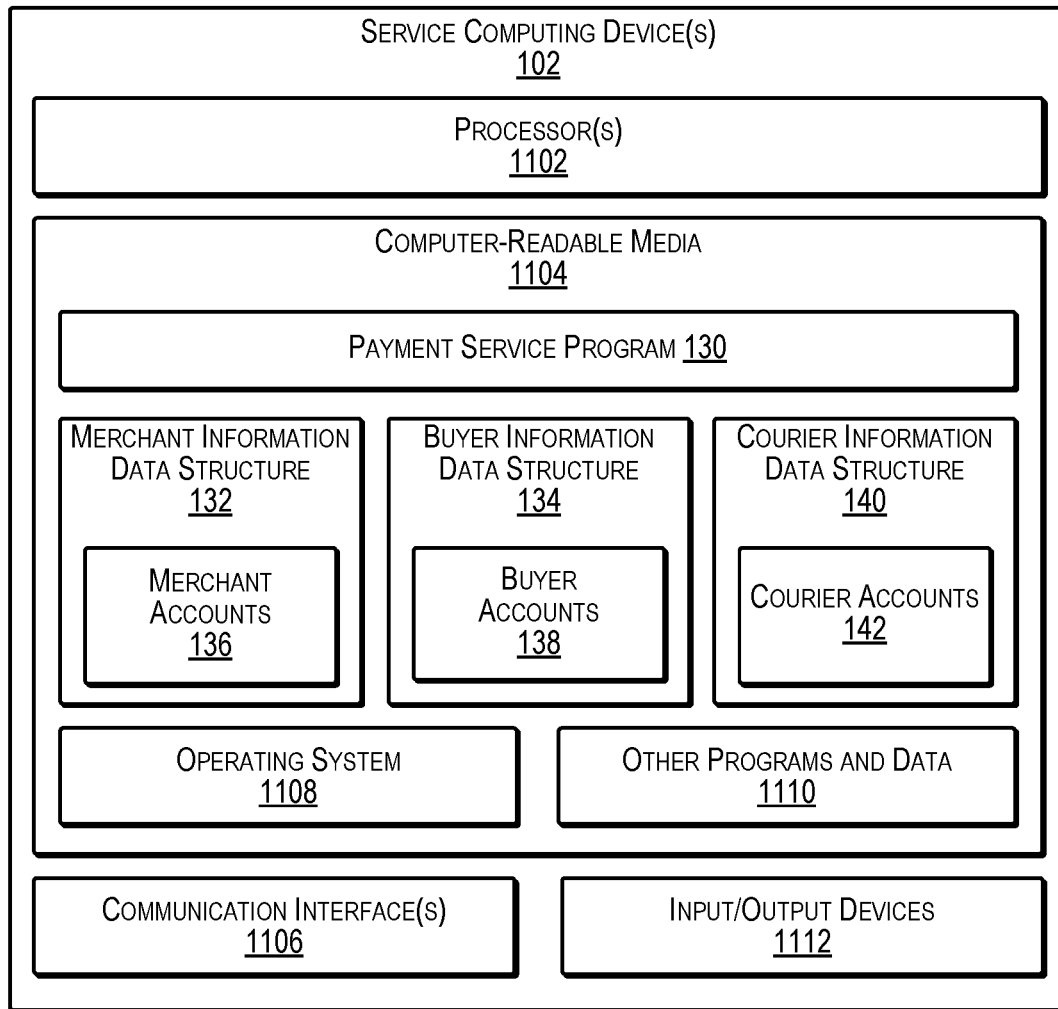 SERVICE COMPUTING DEVICE(S)
102
PROCESSOR(S)
1102
COMPUTER-READABLE MEDIA
1104
PAYMENT SERVICE PROGRAM 130
MERCHANT INFORMATION
DATA STRUCTURE
132
MERCHANT
ACCOUNTS
136
BUYER INFORMATION
DATA STRUCTURE
134
BUYER
ACCOUNTS
138
COURIER INFORMATION
DATA STRUCTURE
140
COURIER ACCOUNTS
142
OPERATING SYSTEM
1108
OTHER PROGRAMS AND DATA
1110
COMMUNICATION INTERFACE(S)
1106
INPUT/OUTPUT DEVICES
1112